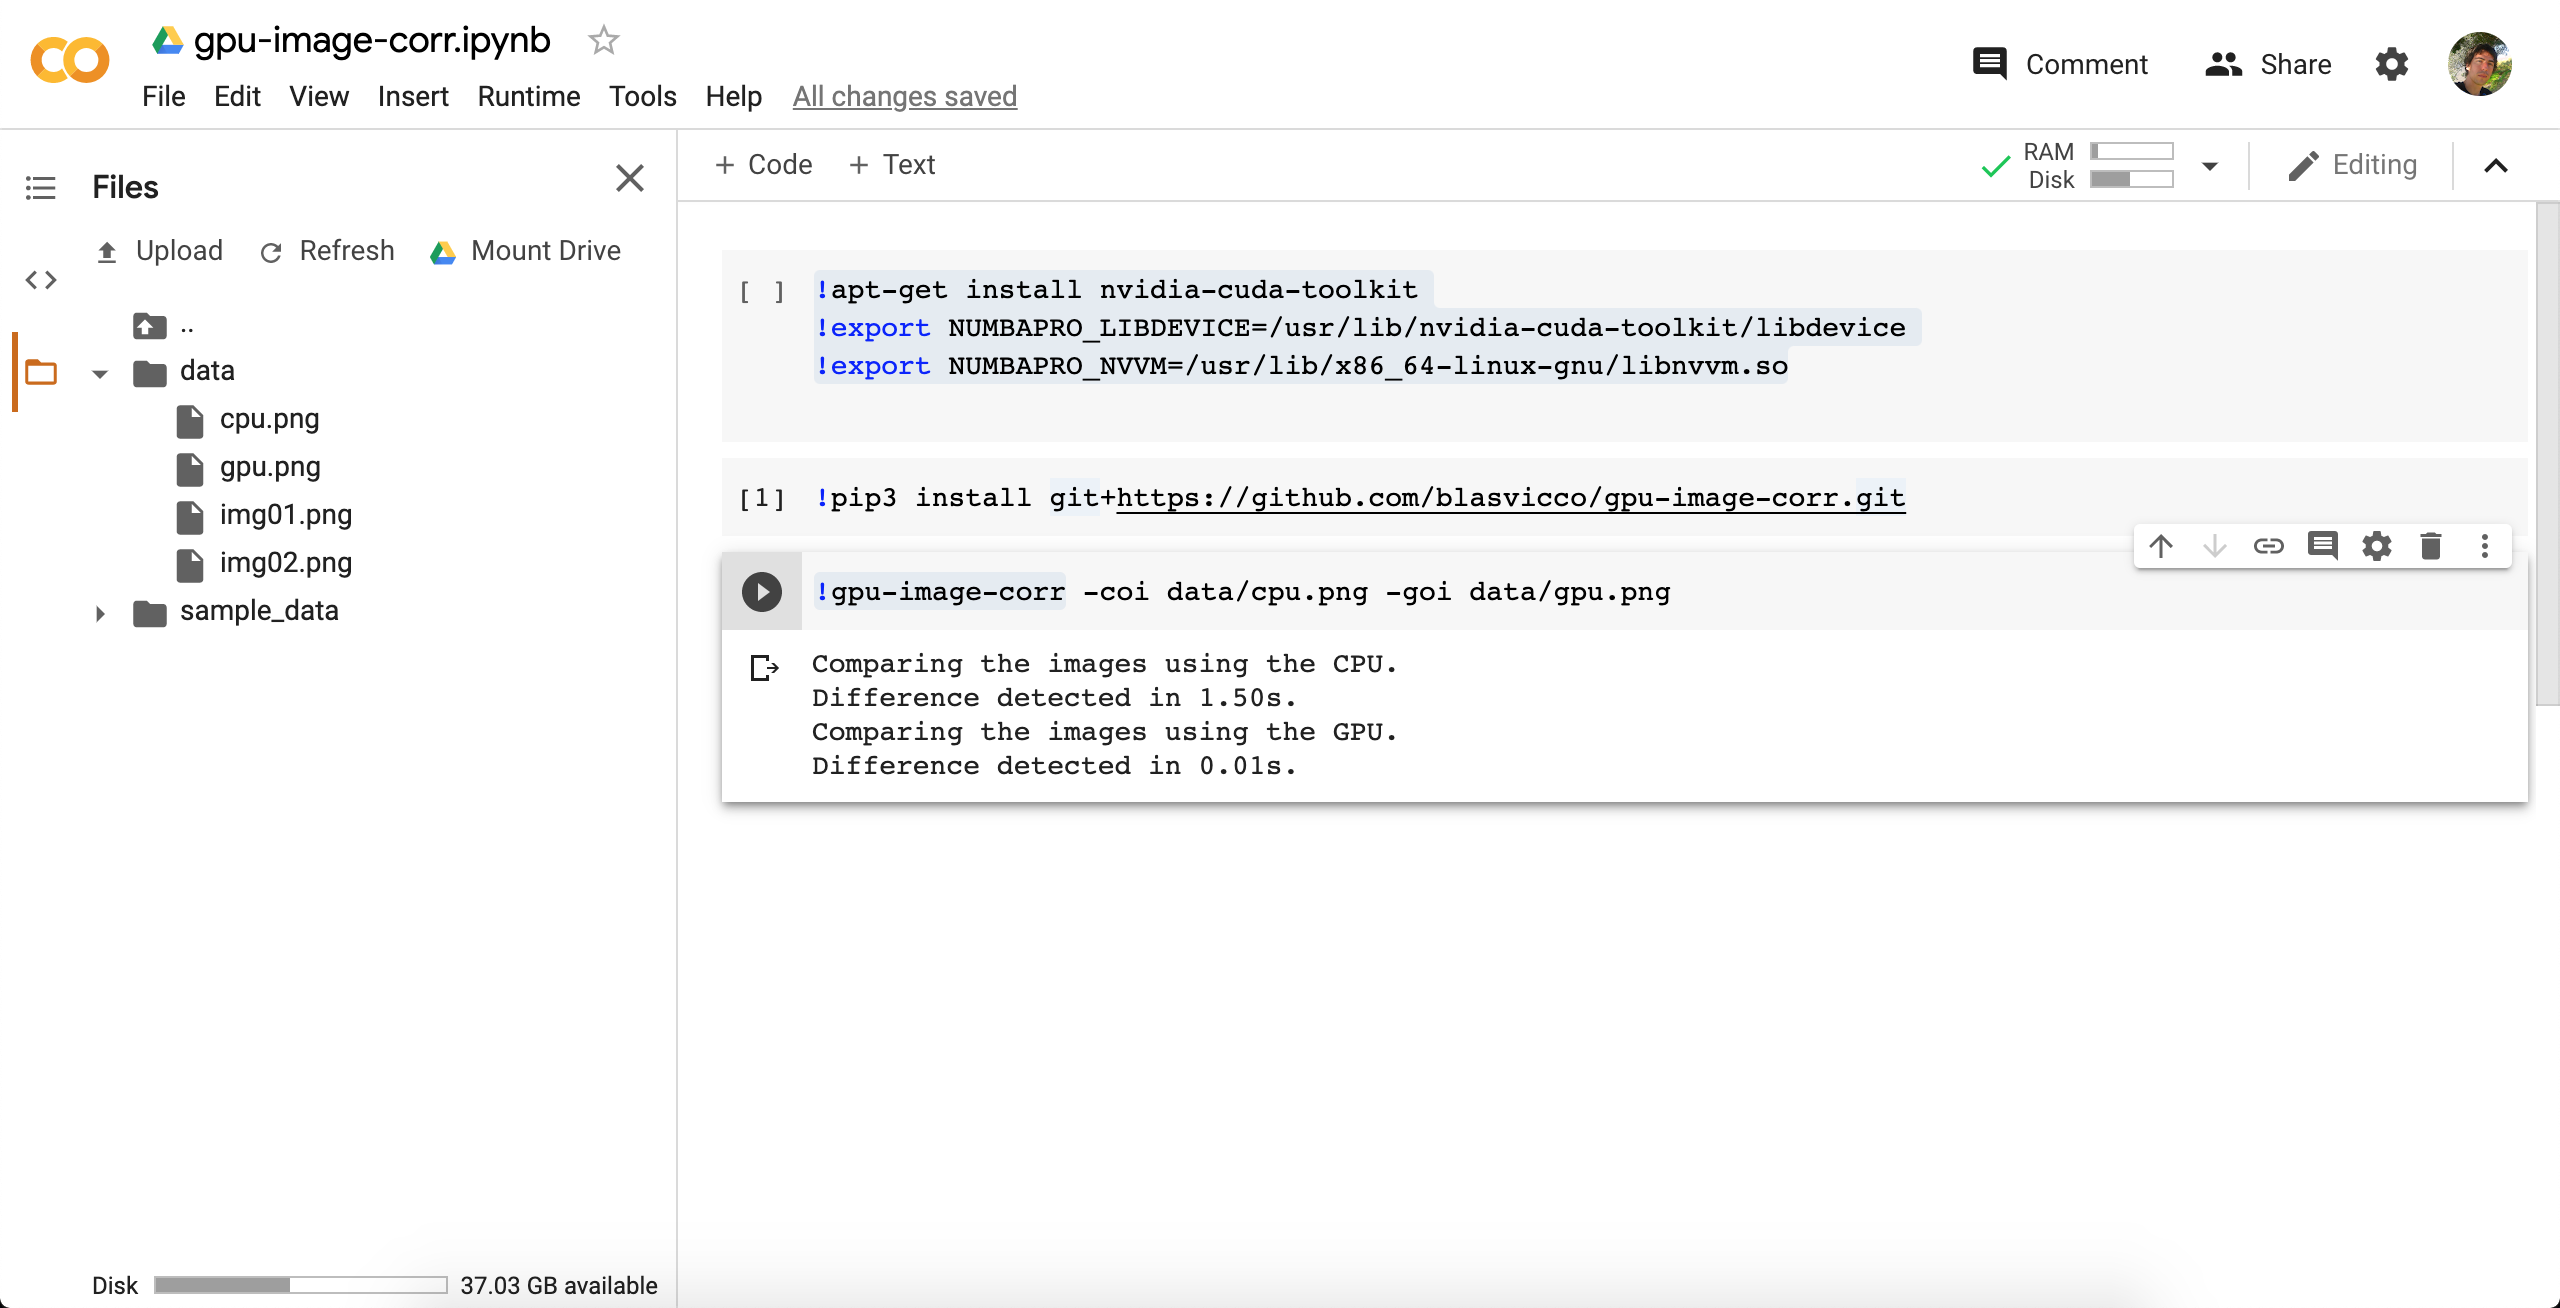 gpu-image-corr.ipynb
File Edit View Insert Runtime Tools Help All changes saved
Comment Share
Files
Upload Refresh Mount Drive
..
data
cpu.png
gpu.png
img01.png
img02.png
sample_data
Disk 37.03 GB available
+ Code + Text
RAM
Disk
Editing
[ ] !apt-get install nvidia-cuda-toolkit
!export NUMBAPRO_LIBDEVICE=/usr/lib/nvidia-cuda-toolkit/libdevice
!export NUMBAPRO_NVVM=/usr/lib/x86_64-linux-gnu/libnvvm.so
[1] !pip3 install git+https://github.com/blasvicco/gpu-image-corr.git
!gpu-image-corr -coi data/cpu.png -goi data/gpu.png
Comparing the images using the CPU.
Difference detected in 1.50s.
Comparing the images using the GPU.
Difference detected in 0.01s.